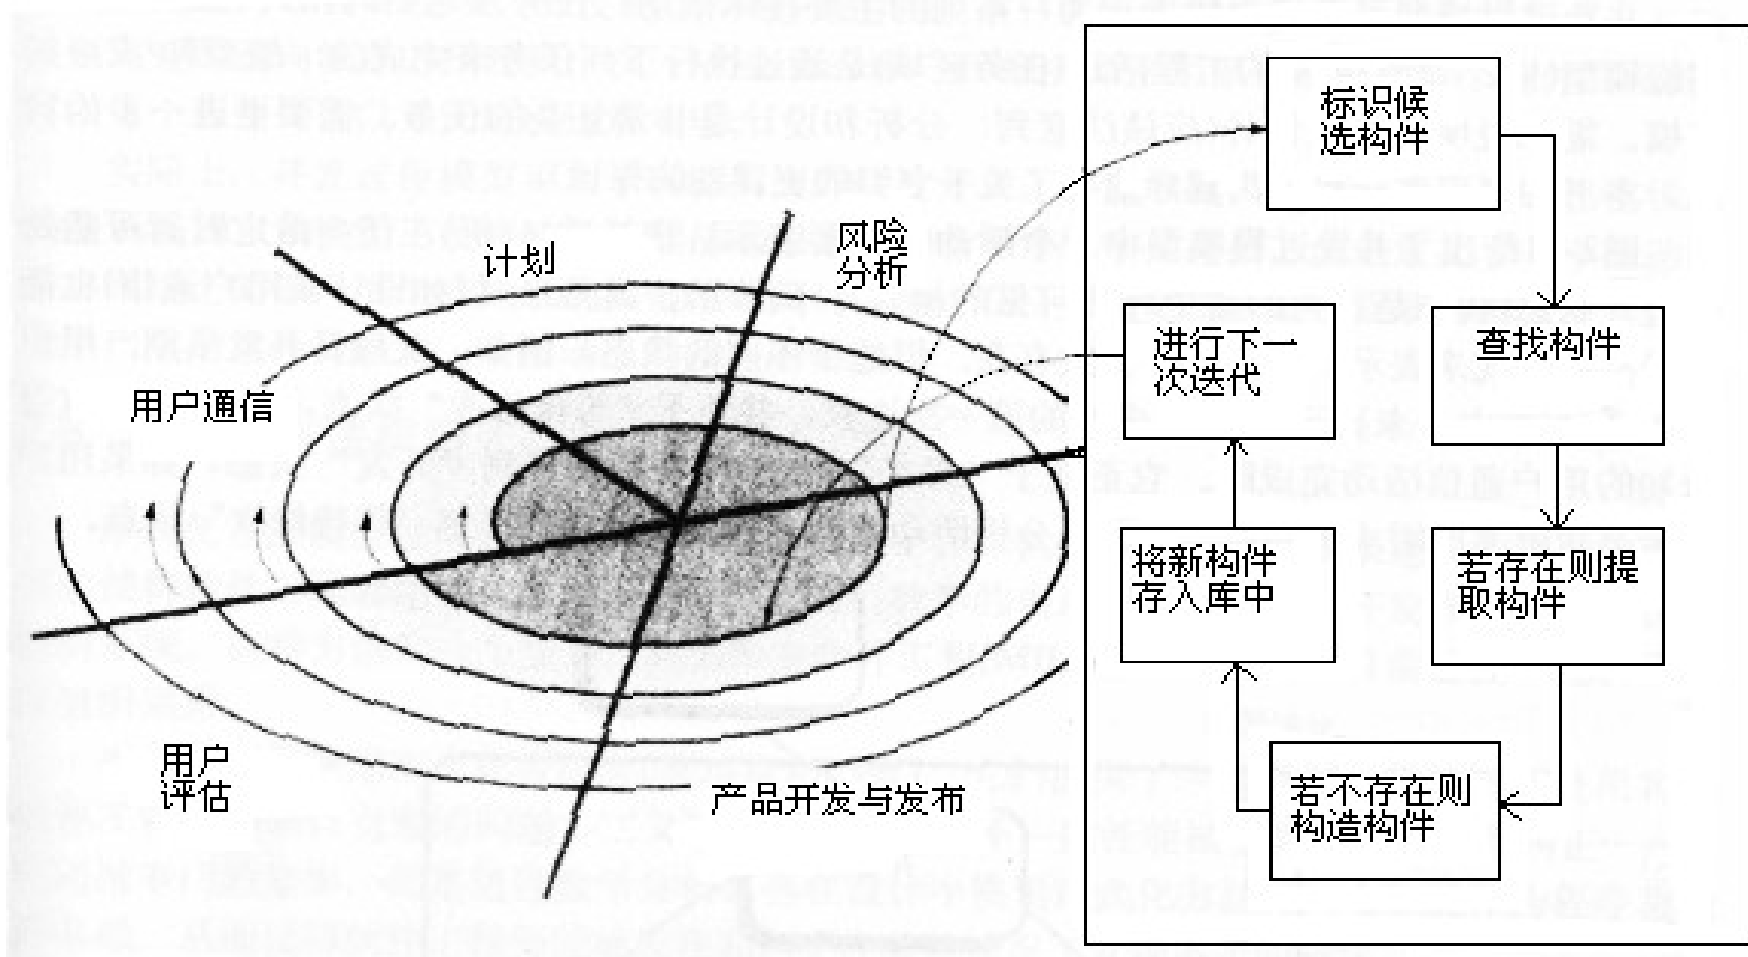 计划
风险
分析
用户通信
用户
评估
产品开发与发布
标识候
选构件
查找构件
若存在则提
取构件
若不存在则
构造构件
将新构件
存入库中
进行下一
次迭代